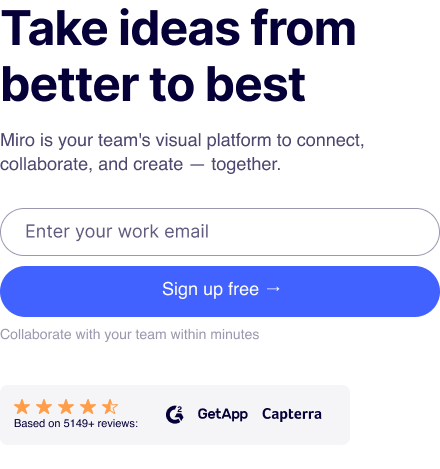 Take ideas from
better to best
Miro is your team's visual platform to connect,
collaborate, and create — together.
Enter your work email
Sign up free →
Collaborate with your team within minutes
Based on 5149+ reviews:
G2 GetApp Capterra